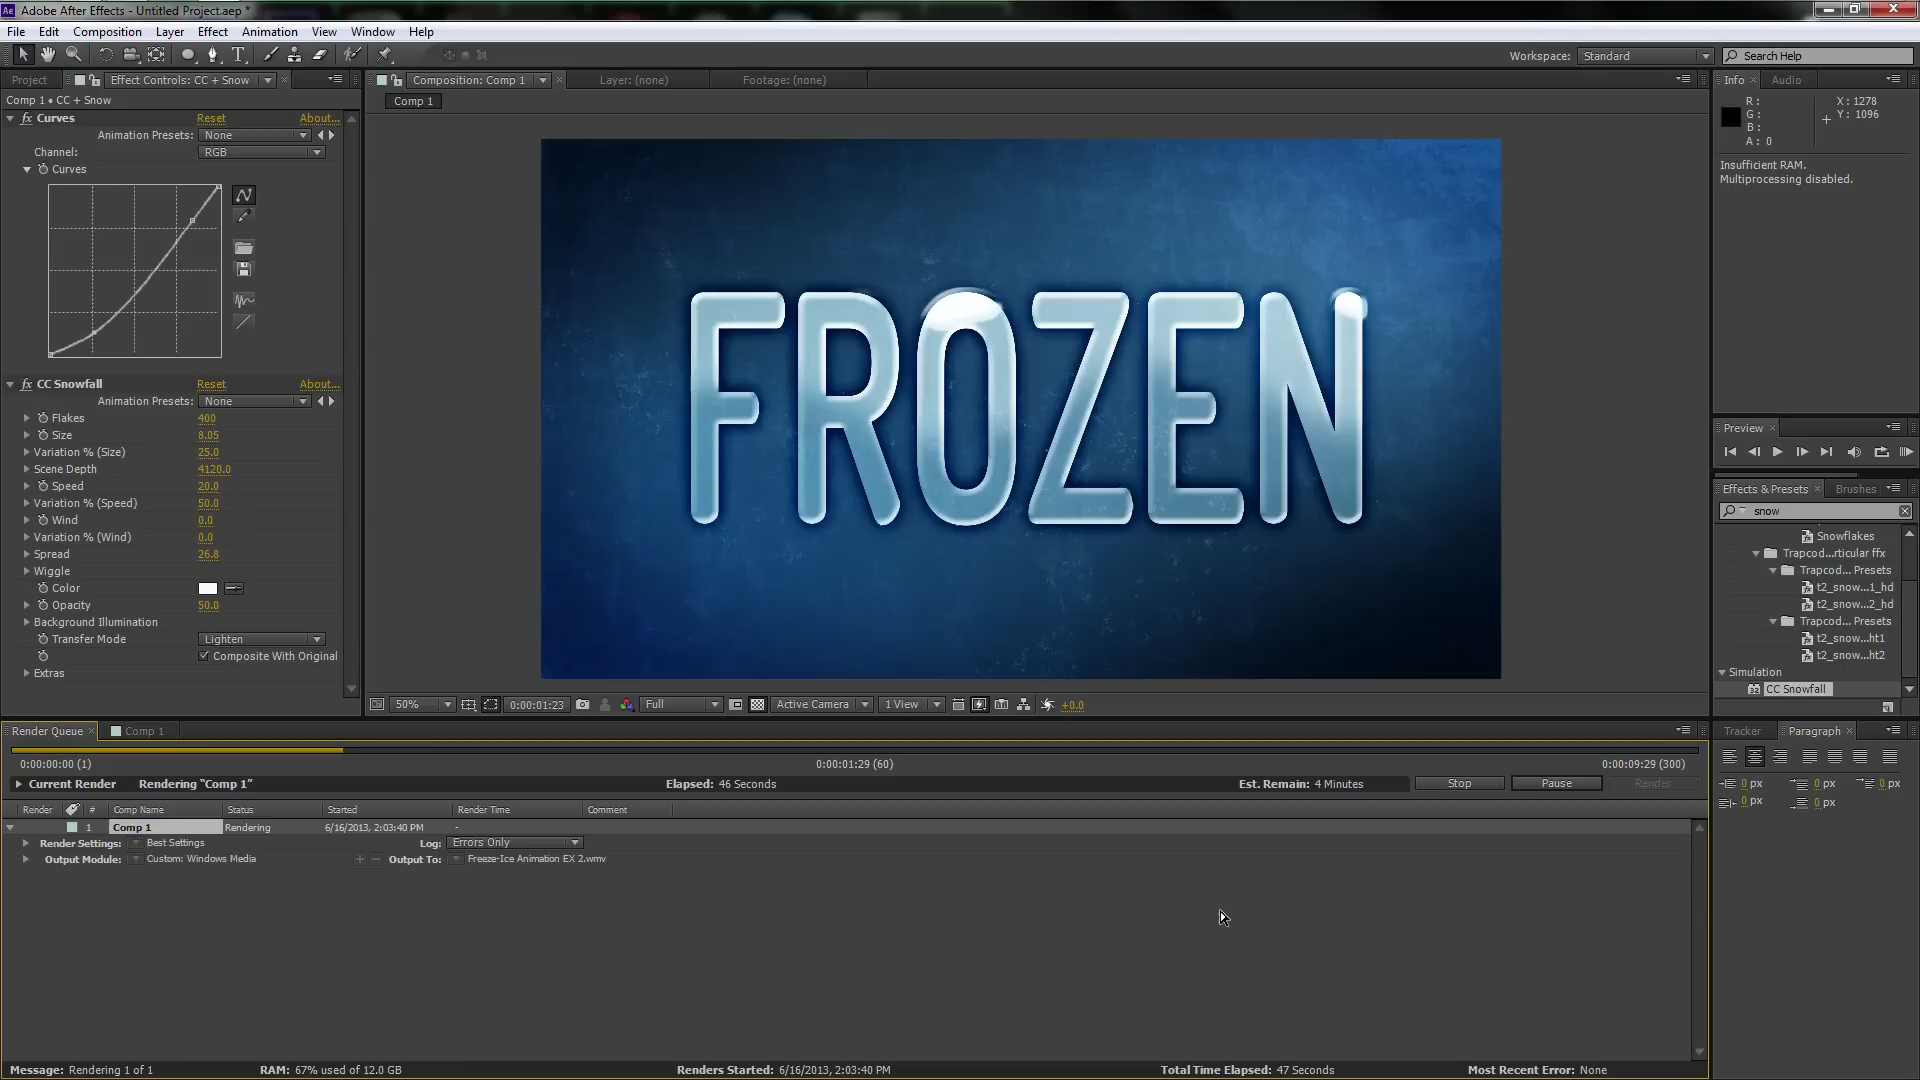 Adobe After Effects - Untitled Project.aep *
File Edit Composition Layer Effect Animation View Window Help
Workspace: Standard Search Help
Project Effect Controls: CC + Snow
Comp 1 • CC + Snow
fx Curves Reset About...
Animation Presets: None
Channel: RGB
Curves
fx CC Snowfall Reset About...
Animation Presets: None
Flakes 400
Size 8.05
Variation % (Size) 25.0
Scene Depth 4120.0
Speed 20.0
Variation % (Speed) 50.0
Wind 0.0
Variation % (Wind) 0.0
Spread 26.8
Wiggle
Color
Opacity 50.0
Background Illumination
Transfer Mode Lighten
Composite With Original
Extras
Composition: Comp 1 Layer: (none) Footage: (none)
Comp 1
FROZEN
50% 0:00:01:23 Full Active Camera 1 View +0.0
Info Audio
R: X: 1278
G: Y: 1096
B:
A: 0
Insufficient RAM.
Multiprocessing disabled.
Preview
Effects & Presets Brushes
snow
Snowflakes
Trapcod...rticular ffx
Trapcod... Presets
t2_snow...1_hd
t2_snow...2_hd
Trapcod... Presets
t2_snow...ht1
t2_snow...ht2
Simulation
CC Snowfall
Tracker Paragraph
0 px 0 px 0 px
0 px 0 px
Render Queue Comp 1
0:00:00:00 (1) 0:00:01:29 (60) 0:00:09:29 (300)
Current Render Rendering "Comp 1" Elapsed: 46 Seconds Est. Remain: 4 Minutes Stop Pause Render
Render # Comp Name Status Started Render Time Comment
1 Comp 1 Rendering 6/16/2013, 2:03:40 PM -
Render Settings: Best Settings Log: Errors Only
Output Module: Custom: Windows Media Output To: Freeze-Ice Animation EX 2.wmv
Message: Rendering 1 of 1 RAM: 67% used of 12.0 GB Renders Started: 6/16/2013, 2:03:40 PM Total Time Elapsed: 47 Seconds Most Recent Error: None